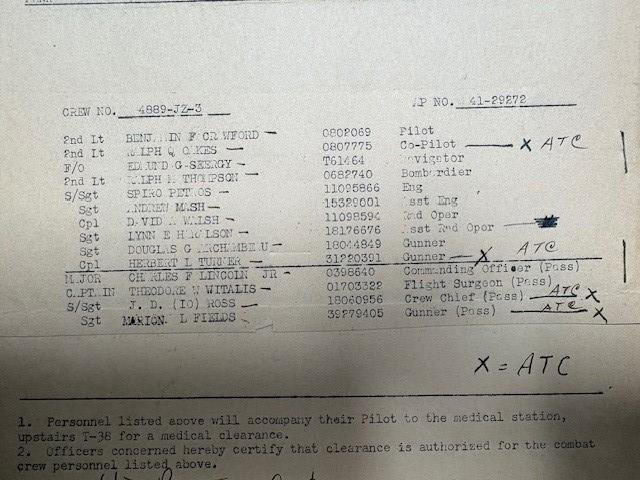 CREW NO. 4889-JZ-3 AP NO. 41-29272
2nd Lt BENJAMIN F CRAWFORD - 0802069 Pilot
2nd Lt RALPH Q OAKES - 0807775 Co-Pilot — X ATC
F/O EDMUND G SEERGY - T61464 Navigator
2nd Lt RALPH H THOMPSON - 0682740 Bombardier
S/Sgt SPIRO PETROS - 11095866 Eng
Sgt ANDREW MASH - 15329001 Asst Eng
Cpl DAVID A WALSH - 11098594 Rad Oper
Sgt LYNN E HARALSON - 18176676 Asst Rad Oper
Sgt DOUGLAS G ARCHAMBEAU - 18044849 Gunner
Cpl HERBERT L TURNER - 31220391 Gunner — X ATC
MAJOR CHARLES F LINCOLN JR - 0398640 Commanding Officer (Pass)
CAPTAIN THEODORE W WITALIS - 01703322 Flight Surgeon (Pass)
S/Sgt J. D. (IO) ROSS - 18060956 Crew Chief (Pass) ATC X
Sgt MARION L FIELDS - 39279405 Gunner (Pass) ATC X
X = ATC
1. Personnel listed above will accompany their Pilot to the medical station,
upstairs T-36 for a medical clearance.
2. Officers concerned hereby certify that clearance is authorized for the combat
crew personnel listed above.